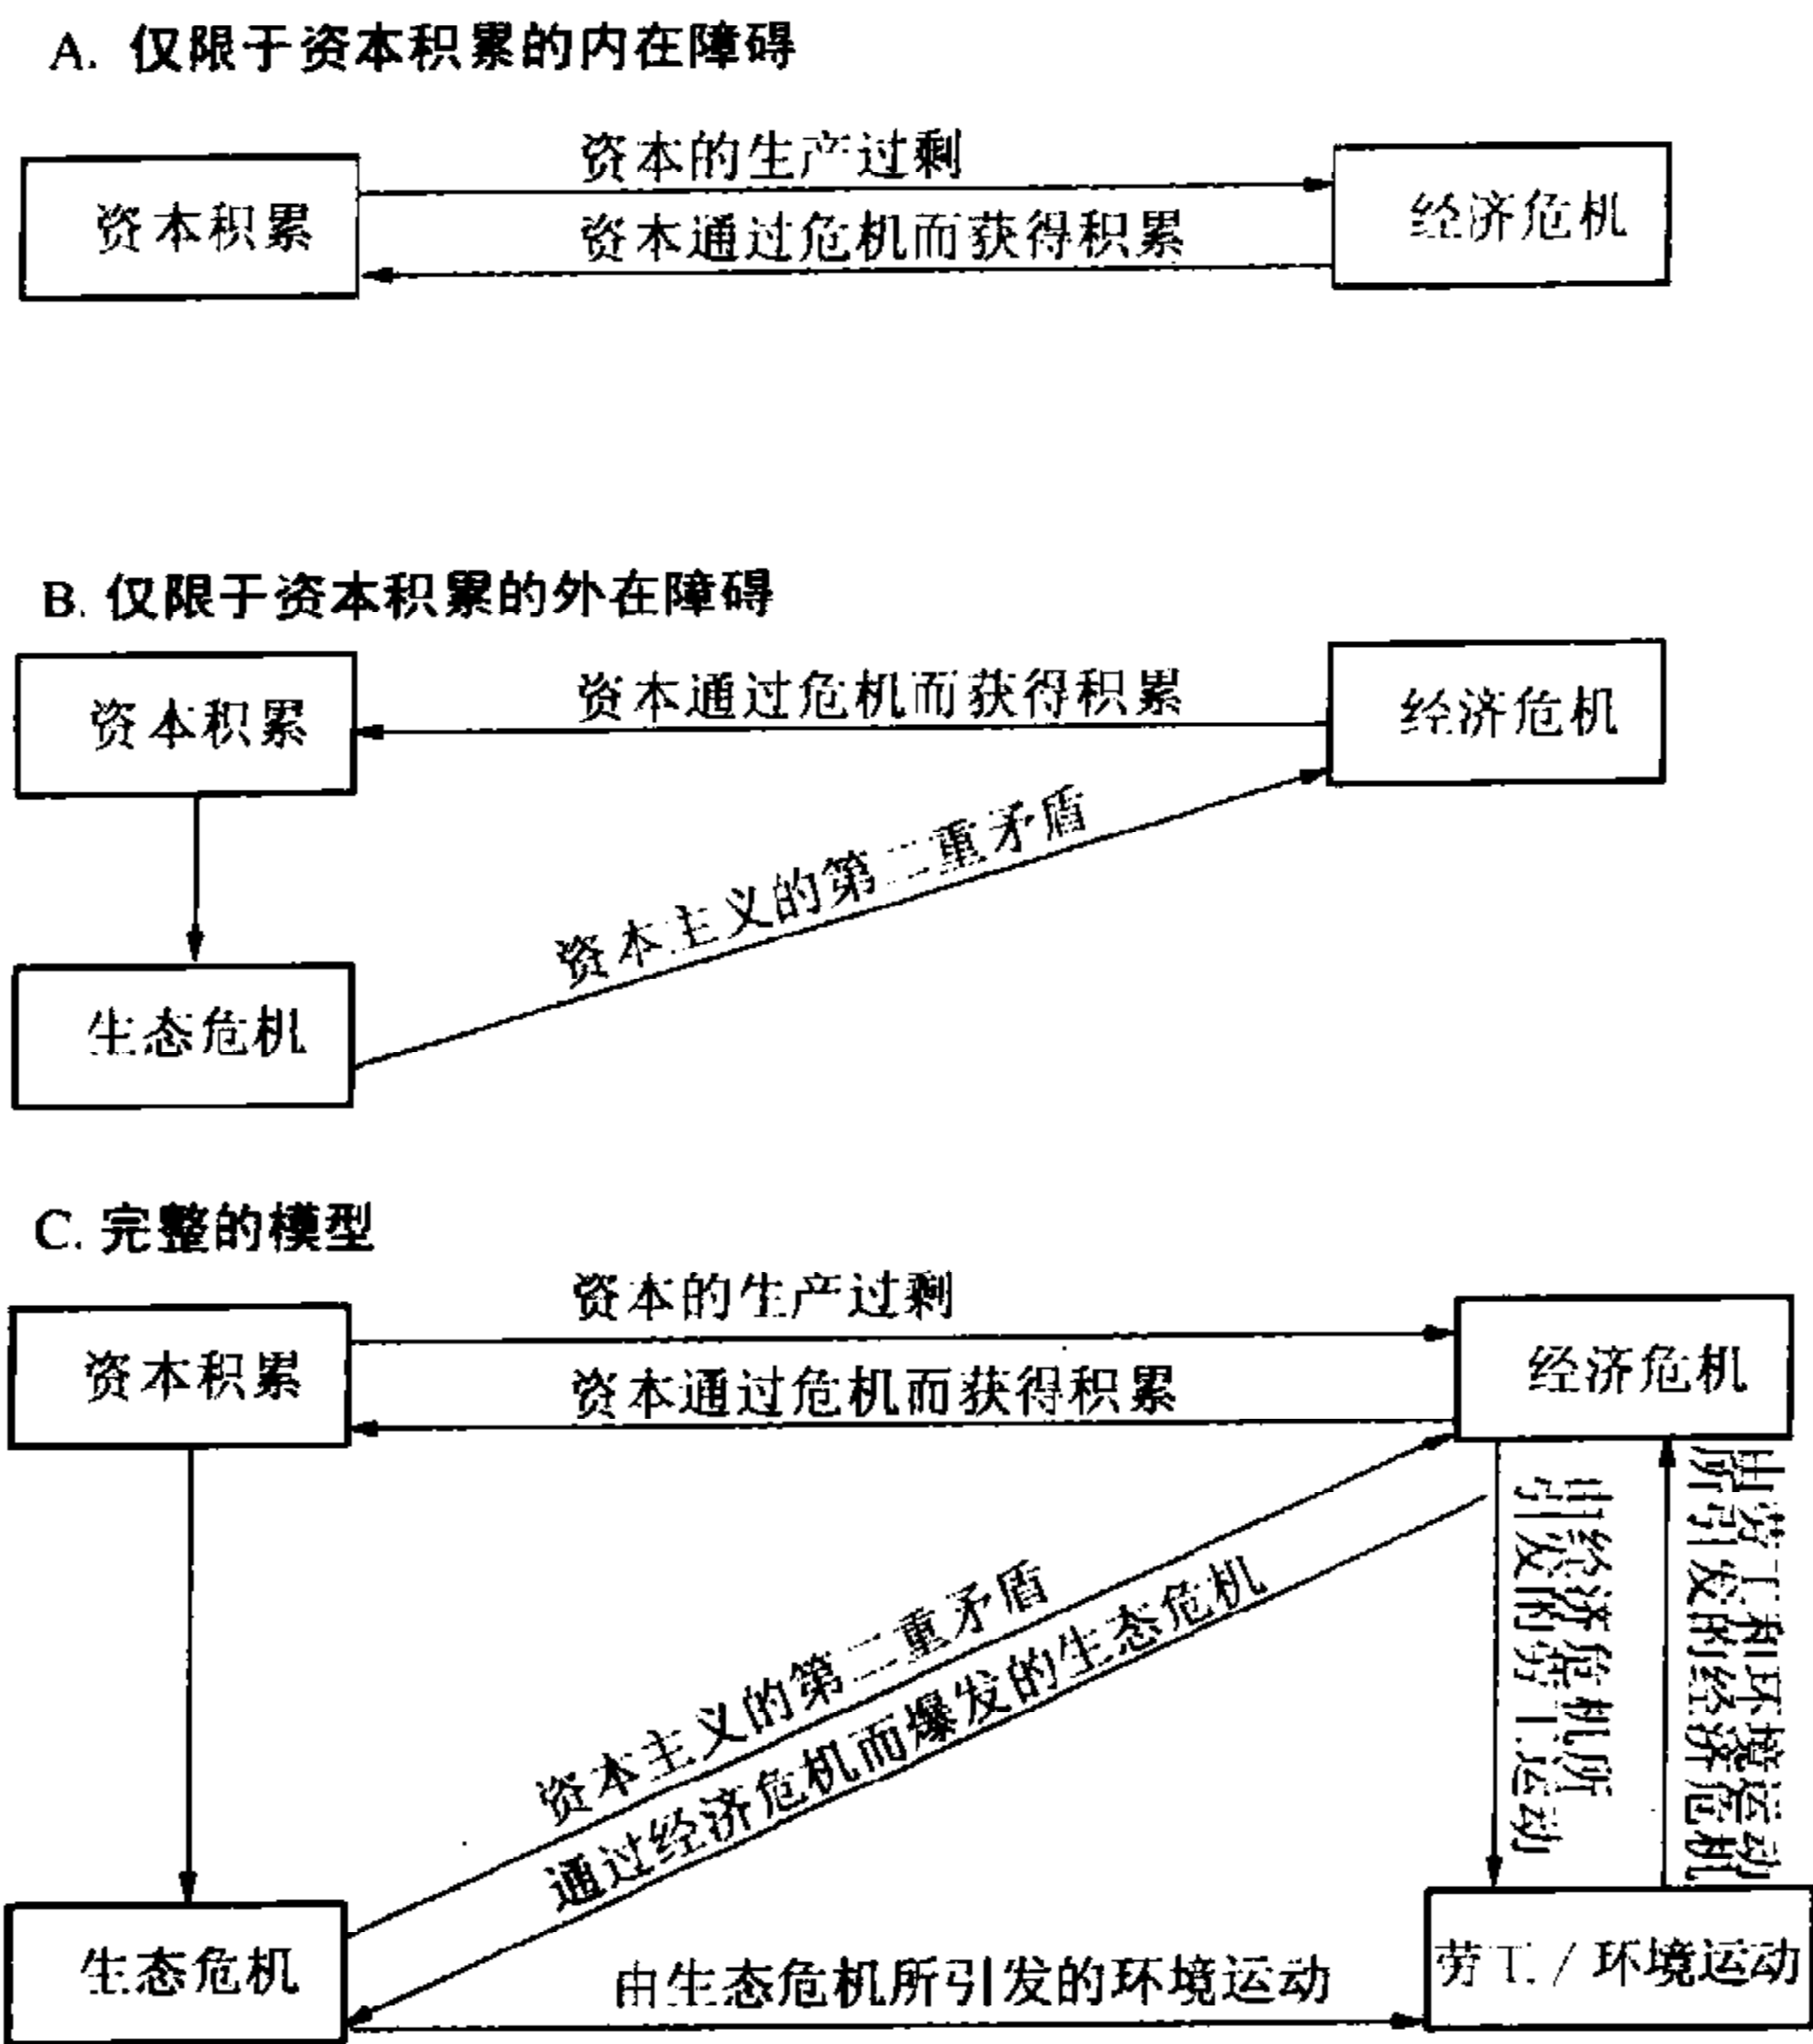 A. 仅限于资本积累的内在障碍
资本的生产过剩
资本积累
资本通过危机而获得积累
经济危机
B. 仅限于资本积累的外在障碍
资本积累
资本通过危机而获得积累
经济危机
资本主义的第二重矛盾
生态危机
C. 完整的模型
资本的生产过剩
资本积累
资本通过危机而获得积累
经济危机
由经济危机所
引发的劳工运动
由劳工和环境运动
所引发的经济危机
资本主义的第二重矛盾
通过经济危机而爆发的生态危机
生态危机
由生态危机所引发的环境运动
劳工/环境运动